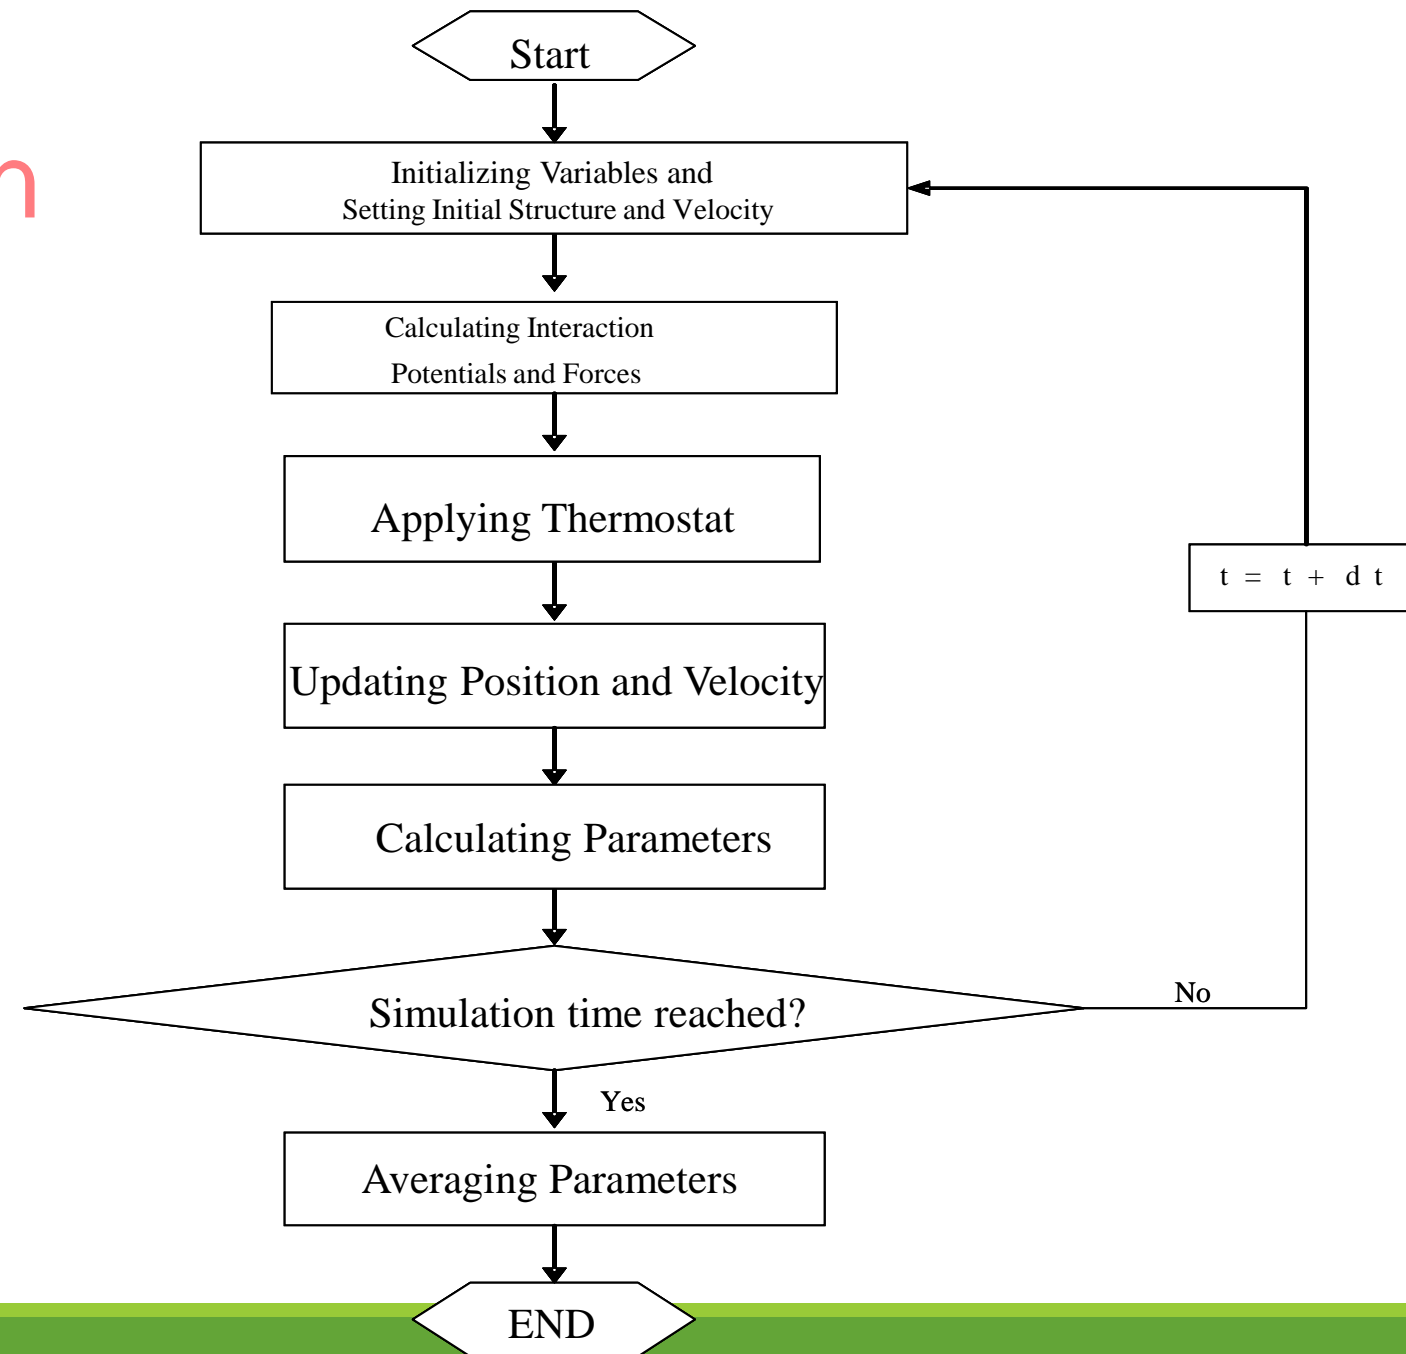 Start
n
Initializing Variables and
Setting Initial Structure and Velocity
Calculating Interaction
Potentials and Forces
Applying Thermostat
t = t + d t
Updating Position and Velocity
Calculating Parameters
Simulation time reached?
No
Yes
Averaging Parameters
END